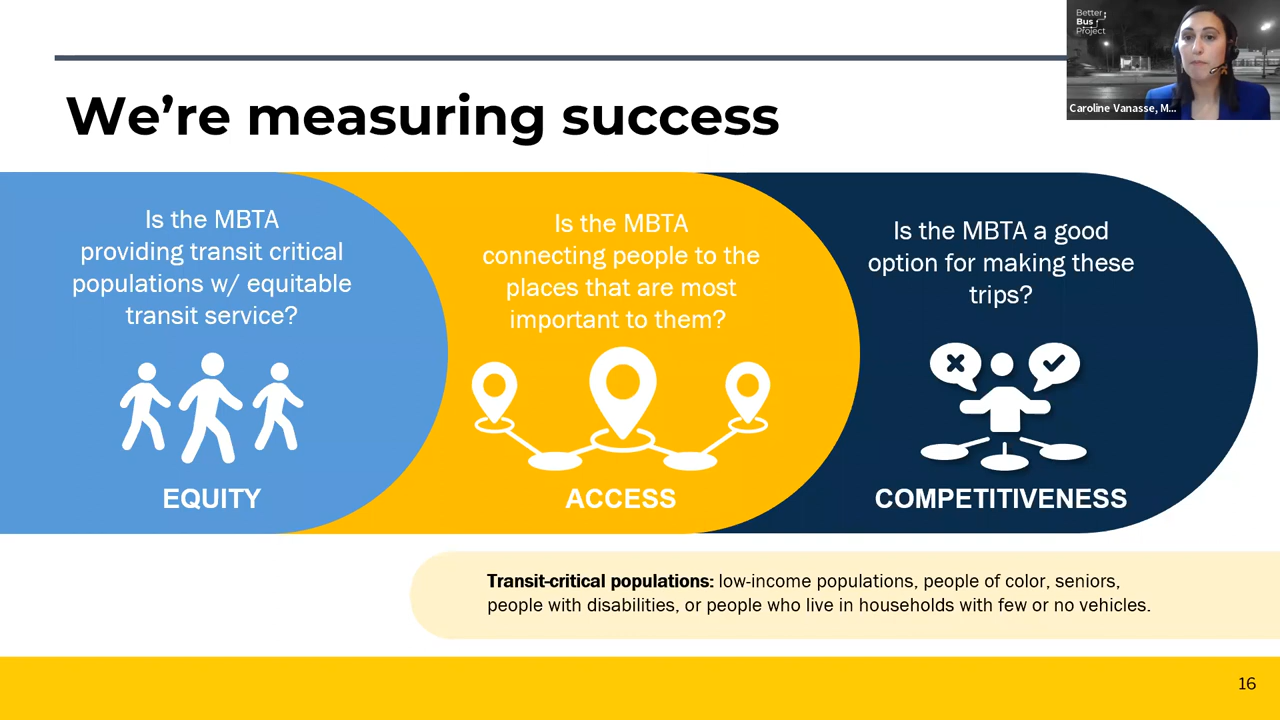 Better
Bus
Project
Caroline Vanasse, M...
We're measuring success
Is the MBTA
providing transit critical
populations w/ equitable
transit service?
EQUITY
Is the MBTA
connecting people to the
places that are most
important to them?
ACCESS
Is the MBTA a good
option for making these
trips?
COMPETITIVENESS
Transit-critical populations: low-income populations, people of color, seniors,
people with disabilities, or people who live in households with few or no vehicles.
16